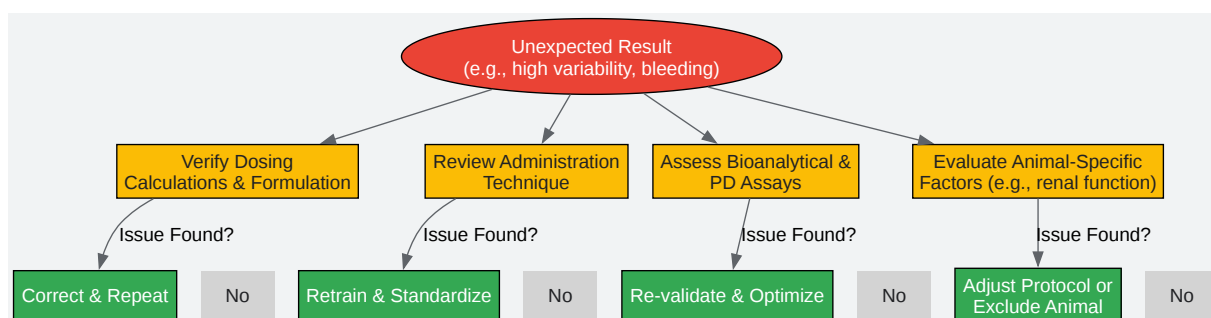 Unexpected Result
(e.g., high variability, bleeding)
Verify Dosing
Calculations & Formulation
Review Administration
Technique
Assess Bioanalytical &
PD Assays
Evaluate Animal-Specific
Factors (e.g., renal function)
Issue Found?
Issue Found?
Issue Found?
Issue Found?
Correct & Repeat
No
Retrain & Standardize
No
Re-validate & Optimize
No
Adjust Protocol or
Exclude Animal
No